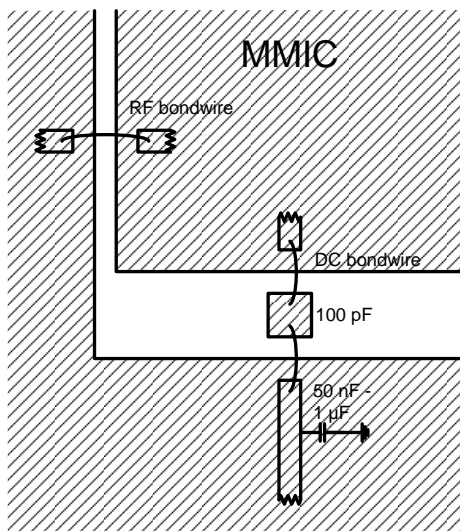 MMIC
RF bondwire
DC bondwire
100 pF
50 nF -
1 µF